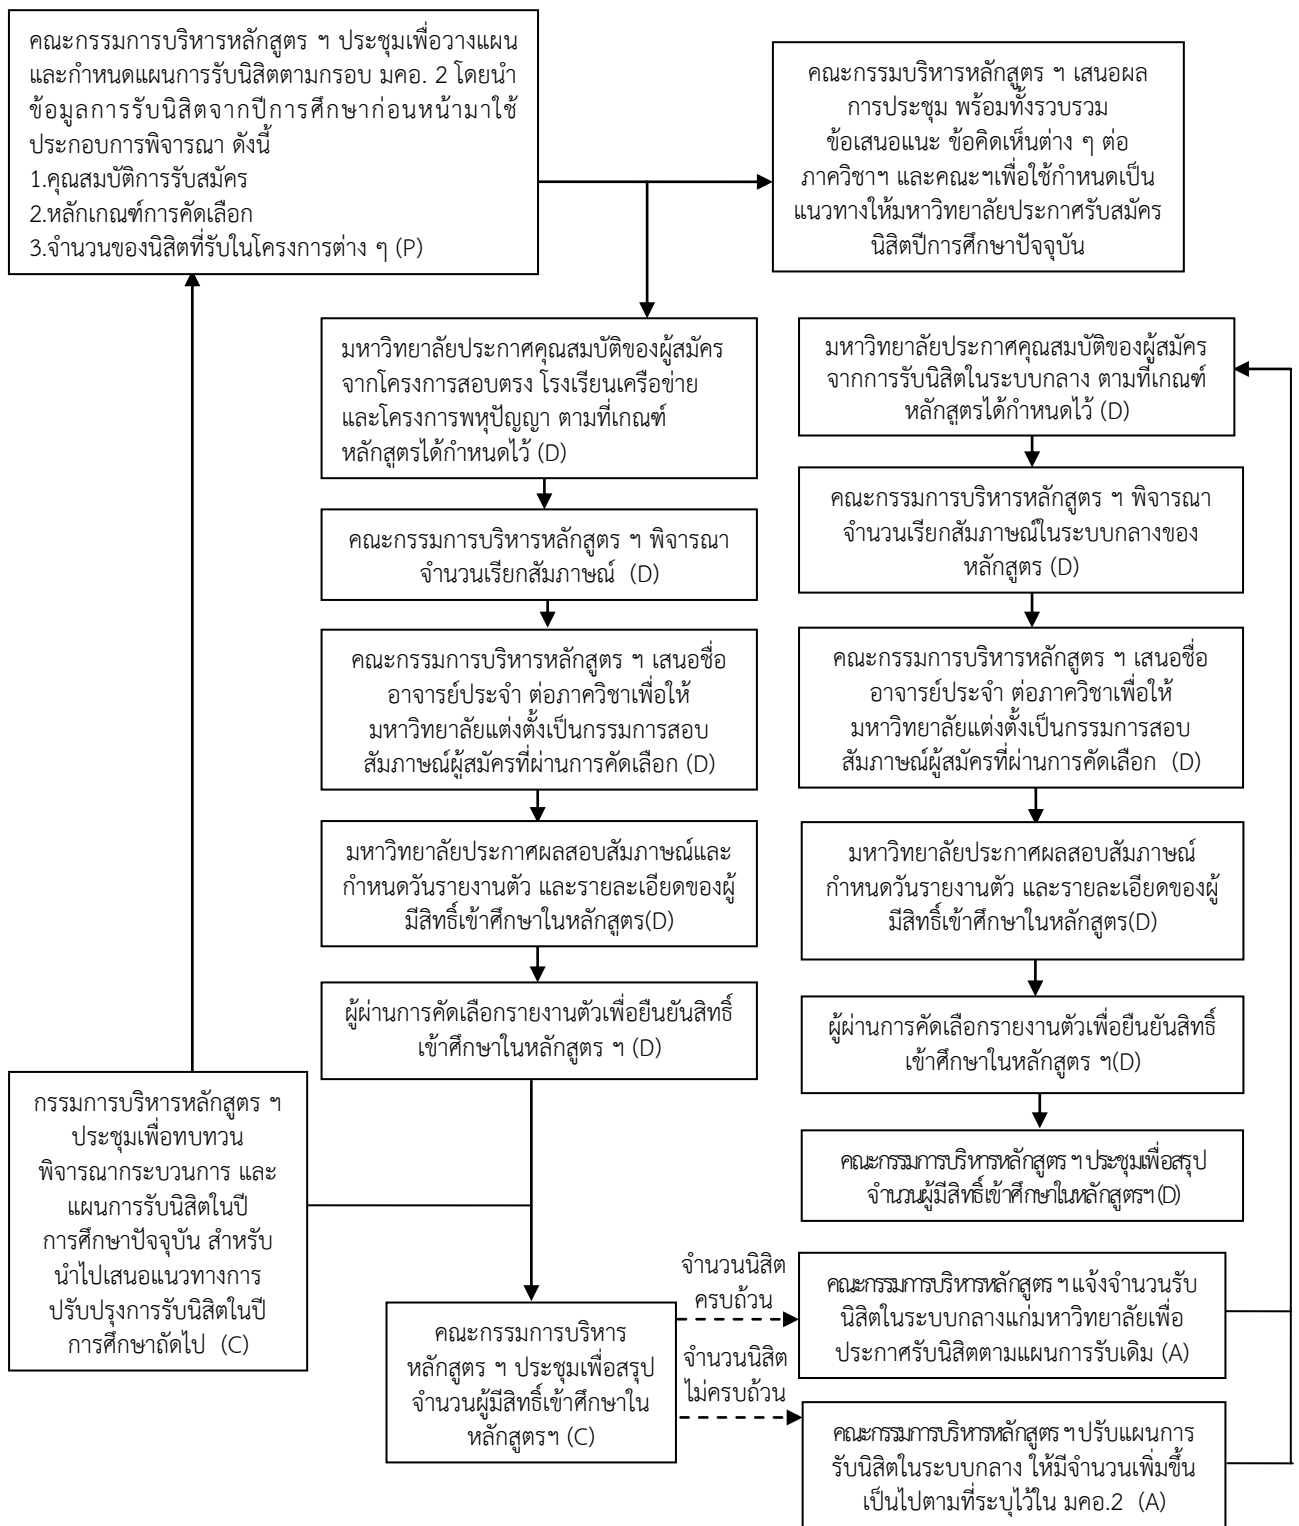 คณะกรรมการบริหารหลักสูตร ฯ ประชุมเพื่อวางแผน
และกำหนดแผนการรับนิสิตตามกรอบ มคอ. 2 โดยนำ
ข้อมูลการรับนิสิตจากปีการศึกษาก่อนหน้ามาใช้
ประกอบการพิจารณา ดังนี้
1.คุณสมบัติการรับสมัคร
2.หลักเกณฑ์การคัดเลือก
3.จำนวนของนิสิตที่รับในโครงการต่าง ๆ (P)
คณะกรรมบริหารหลักสูตร ฯ เสนอผล
การประชุม พร้อมทั้งรวบรวม
ข้อเสนอแนะ ข้อคิดเห็นต่าง ๆ ต่อ
ภาควิชาฯ และคณะฯเพื่อใช้กำหนดเป็น
แนวทางให้มหาวิทยาลัยประกาศรับสมัคร
นิสิตปีการศึกษาปัจจุบัน
มหาวิทยาลัยประกาศคุณสมบัติของผู้สมัคร
จากโครงการสอบตรง โรงเรียนเครือข่าย
และโครงการพหุปัญญา ตามที่เกณฑ์
หลักสูตรได้กำหนดไว้ (D)
คณะกรรมการบริหารหลักสูตร ฯ พิจารณา
จำนวนเรียกสัมภาษณ์ (D)
คณะกรรมการบริหารหลักสูตร ฯ เสนอชื่อ
อาจารย์ประจำ ต่อภาควิชาเพื่อให้
มหาวิทยาลัยแต่งตั้งเป็นกรรมการสอบ
สัมภาษณ์ผู้สมัครที่ผ่านการคัดเลือก (D)
มหาวิทยาลัยประกาศผลสอบสัมภาษณ์และ
กำหนดวันรายงานตัว และรายละเอียดของผู้
มีสิทธิ์เข้าศึกษาในหลักสูตร(D)
ผู้ผ่านการคัดเลือกรายงานตัวเพื่อยืนยันสิทธิ์
เข้าศึกษาในหลักสูตร ฯ (D)
มหาวิทยาลัยประกาศคุณสมบัติของผู้สมัคร
จากการรับนิสิตในระบบกลาง ตามที่เกณฑ์
หลักสูตรได้กำหนดไว้ (D)
คณะกรรมการบริหารหลักสูตร ฯ พิจารณา
จำนวนเรียกสัมภาษณ์ในระบบกลางของ
หลักสูตร (D)
คณะกรรมการบริหารหลักสูตร ฯ เสนอชื่อ
อาจารย์ประจำ ต่อภาควิชาเพื่อให้
มหาวิทยาลัยแต่งตั้งเป็นกรรมการสอบ
สัมภาษณ์ผู้สมัครที่ผ่านการคัดเลือก (D)
มหาวิทยาลัยประกาศผลสอบสัมภาษณ์
กำหนดวันรายงานตัว และรายละเอียดของผู้
มีสิทธิ์เข้าศึกษาในหลักสูตร(D)
ผู้ผ่านการคัดเลือกรายงานตัวเพื่อยืนยันสิทธิ์
เข้าศึกษาในหลักสูตร ฯ(D)
คณะกรรมการบริหารหลักสูตร ฯ ประชุมเพื่อสรุป
จำนวนผู้มีสิทธิ์เข้าศึกษาในหลักสูตรฯ (D)
กรรมการบริหารหลักสูตร ฯ
ประชุมเพื่อทบทวน
พิจารณากระบวนการ และ
แผนการรับนิสิตในปี
การศึกษาปัจจุบัน สำหรับ
นำไปเสนอแนวทางการ
ปรับปรุงการรับนิสิตในปี
การศึกษาถัดไป (C)
คณะกรรมการบริหาร
หลักสูตร ฯ ประชุมเพื่อสรุป
จำนวนผู้มีสิทธิ์เข้าศึกษาใน
หลักสูตรฯ (C)
จำนวนนิสิต
ครบถ้วน
จำนวนนิสิต
ไม่ครบถ้วน
คณะกรรมการบริหารหลักสูตร ฯ แจ้งจำนวนรับ
นิสิตในระบบกลางแก่มหาวิทยาลัยเพื่อ
ประกาศรับนิสิตตามแผนการรับเดิม (A)
คณะกรรมการบริหารหลักสูตร ฯ ปรับแผนการ
รับนิสิตในระบบกลาง ให้มีจำนวนเพิ่มขึ้น
เป็นไปตามที่ระบุไว้ใน มคอ.2 (A)